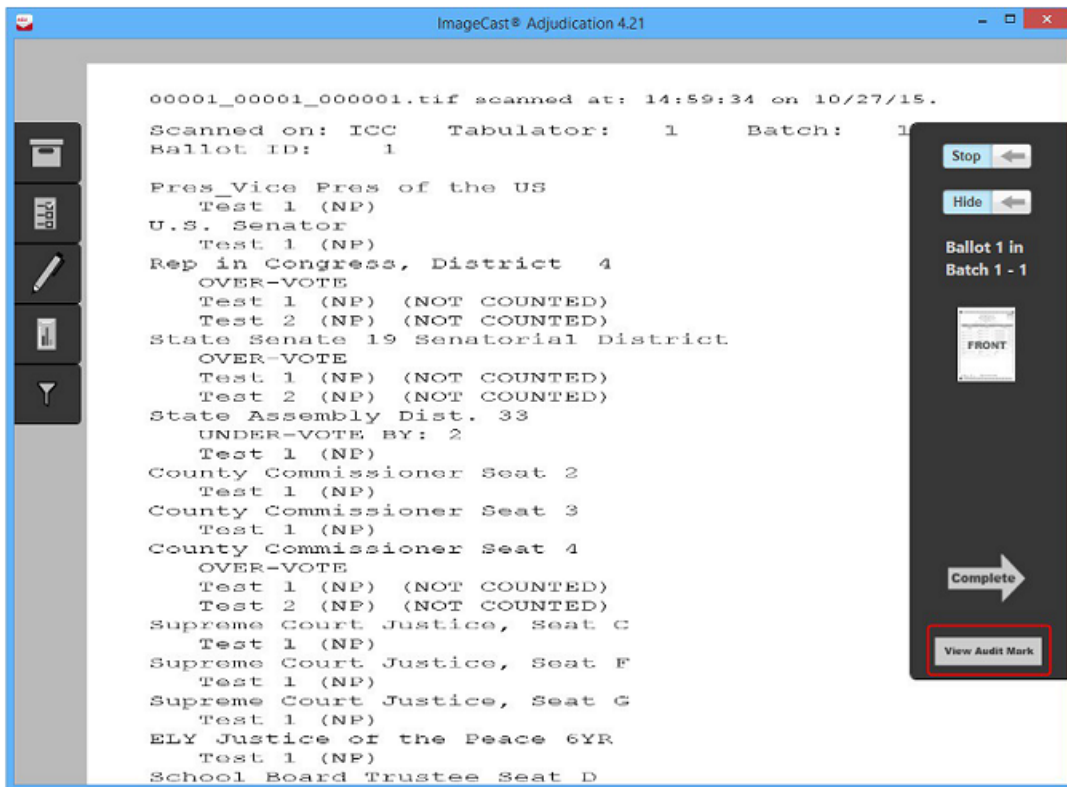 ImageCast® Adjudication 4.21
00001_00001_000001.tif scanned at: 14:59:34 on 10/27/15.
Scanned on: ICC Tabulator: 1 Batch: 1
Ballot ID: 1
Pres_Vice Pres of the US
Test 1 (NP)
U.S. Senator
Test 1 (NP)
Rep in Congress, District 4
OVER-VOTE
Test 1 (NP) (NOT COUNTED)
Test 2 (NP) (NOT COUNTED)
State Senate 19 Senatorial District
OVER-VOTE
Test 1 (NP) (NOT COUNTED)
Test 2 (NP) (NOT COUNTED)
State Assembly Dist. 33
UNDER-VOTE BY: 2
Test 1 (NP)
County Commissioner Seat 2
Test 1 (NP)
County Commissioner Seat 3
Test 1 (NP)
County Commissioner Seat 4
OVER-VOTE
Test 1 (NP) (NOT COUNTED)
Test 2 (NP) (NOT COUNTED)
Supreme Court Justice, Seat C
Test 1 (NP)
Supreme Court Justice, Seat F
Test 1 (NP)
Supreme Court Justice, Seat G
Test 1 (NP)
ELY Justice of the Peace 6YR
Test 1 (NP)
School Board Trustee Seat D
Stop
Hide
Ballot 1 in
Batch 1 - 1
FRONT
Complete
View Audit Mark